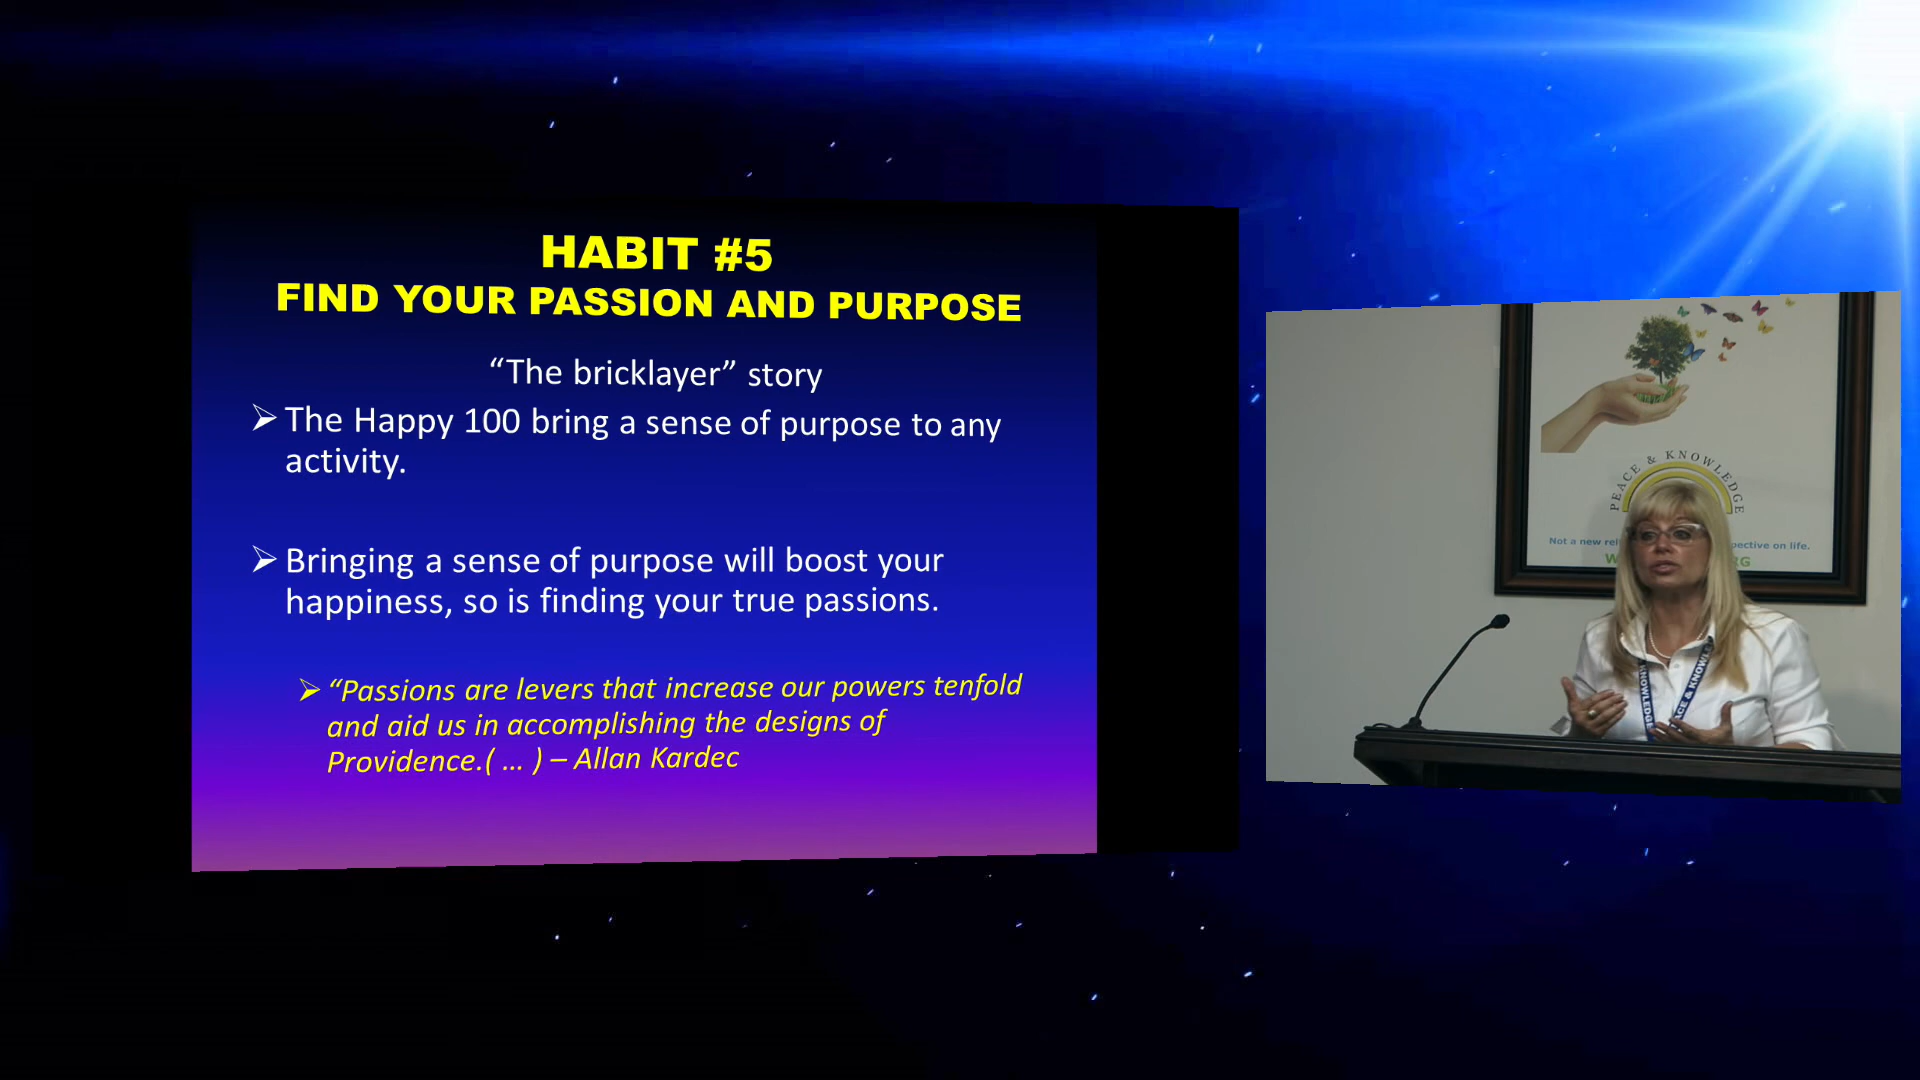 HABIT #5
FIND YOUR PASSION AND PURPOSE
“The bricklayer” story
➢ The Happy 100 bring a sense of purpose to any
activity.
➢ Bringing a sense of purpose will boost your
happiness, so is finding your true passions.
➢ “Passions are levers that increase our powers tenfold
and aid us in accomplishing the designs of
Providence.( … ) – Allan Kardec
PEACE & KNOWLEDGE
Not a new
on life.
KNOWLEDGE
& KNOWLE